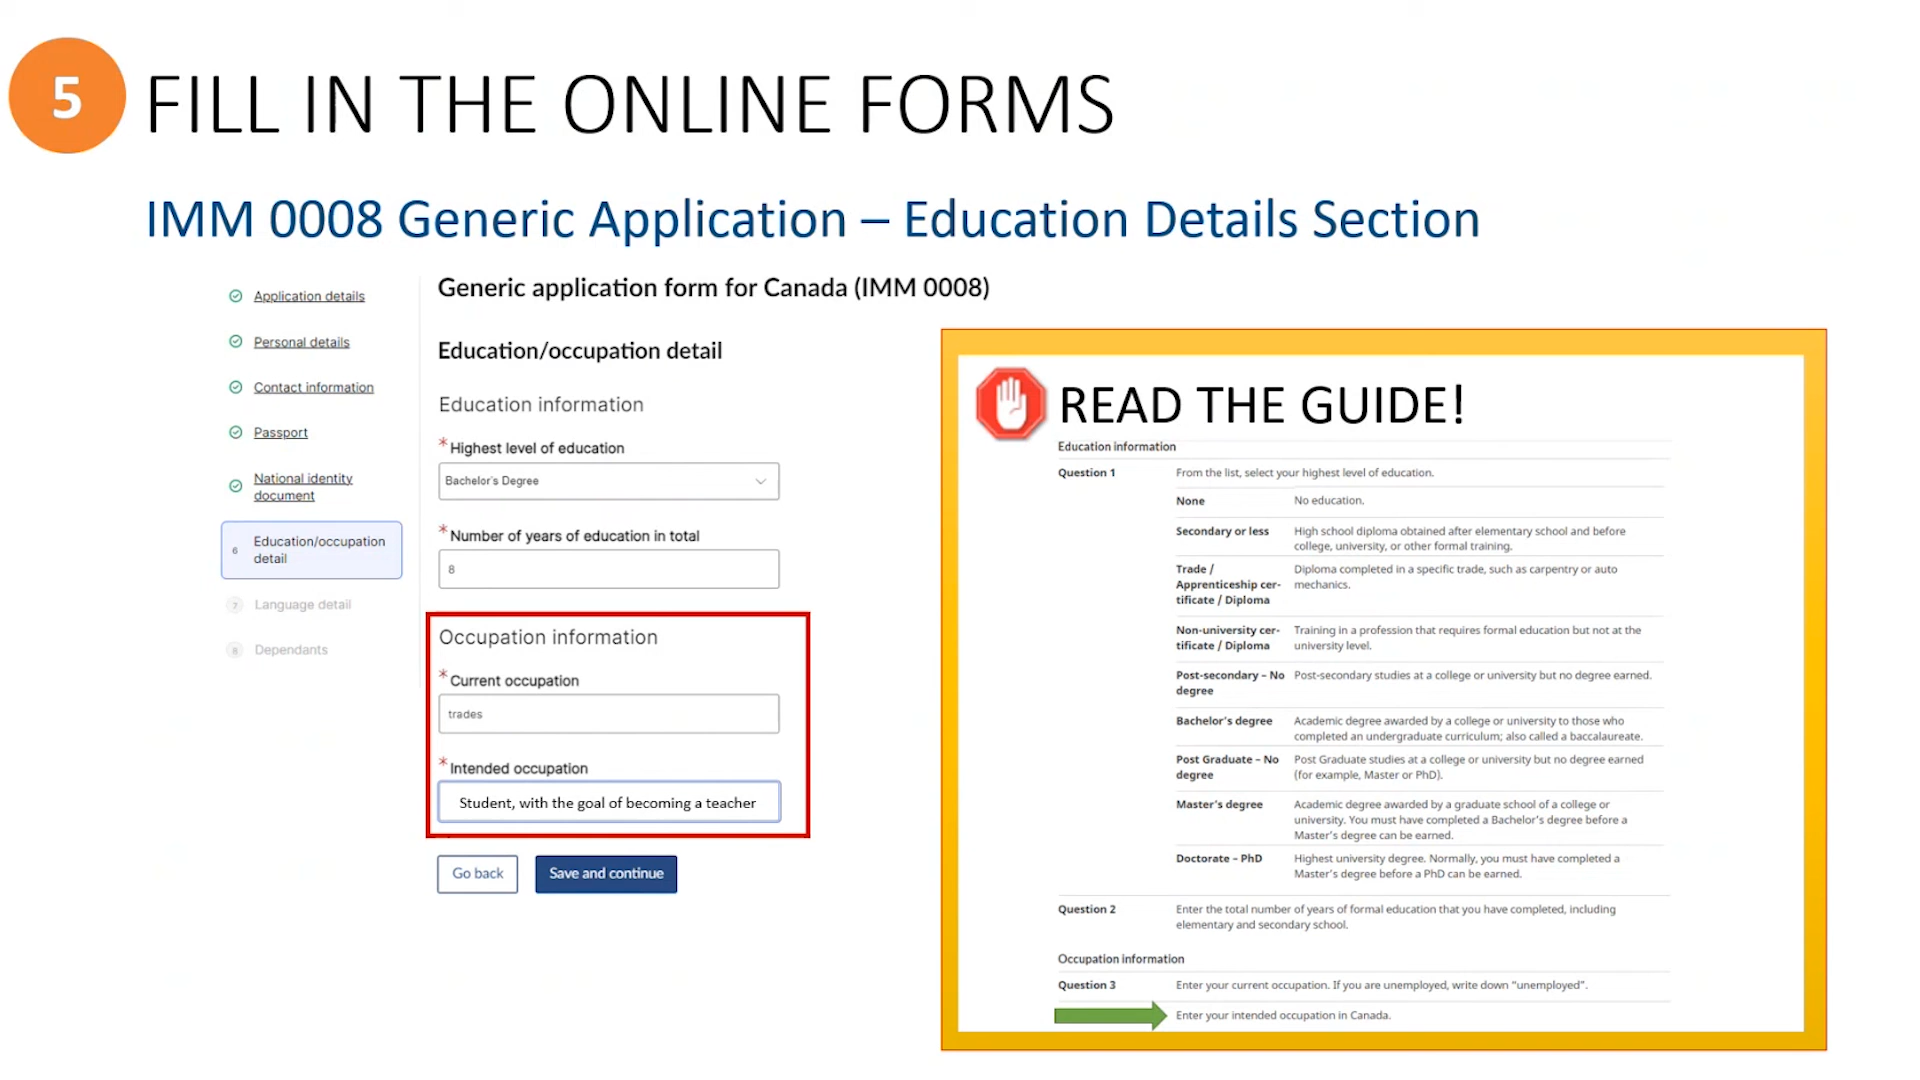 5
FILL IN THE ONLINE FORMS
IMM 0008 Generic Application – Education Details Section
Application details
Personal details
Contact information
Passport
National identity
document
6
Education/occupation
detail
7
Language detail
8
Dependants
Generic application form for Canada (IMM 0008)
Education/occupation detail
Education information
* Highest level of education
Bachelor's Degree
* Number of years of education in total
8
Occupation information
* Current occupation
trades
* Intended occupation
Student, with the goal of becoming a teacher
Go back
Save and continue
READ THE GUIDE!
Education information
Question 1
From the list, select your highest level of education.
None
No education.
Secondary or less
High school diploma obtained after elementary school and before
college, university, or other formal training.
Trade /
Apprenticeship cer-
tificate / Diploma
Diploma completed in a specific trade, such as carpentry or auto
mechanics.
Non-university cer-
tificate / Diploma
Training in a profession that requires formal education but not at the
university level.
Post-secondary – No
degree
Post-secondary studies at a college or university but no degree earned.
Bachelor's degree
Academic degree awarded by a college or university to those who
completed an undergraduate curriculum; also called a baccalaureate.
Post Graduate – No
degree
Post Graduate studies at a college or university but no degree earned
(for example, Master or PhD).
Master's degree
Academic degree awarded by a graduate school of a college or
university. You must have completed a Bachelor's degree before a
Master's degree can be earned.
Doctorate – PhD
Highest university degree. Normally, you must have completed a
Master's degree before a PhD can be earned.
Question 2
Enter the total number of years of formal education that you have completed, including
elementary and secondary school.
Occupation information
Question 3
Enter your current occupation. If you are unemployed, write down "unemployed".
Enter your intended occupation in Canada.